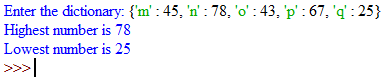 Enter the dictionary: {'m' : 45, 'n' : 78, 'o' : 43, 'p' : 67, 'q' : 25}
Highest number is 78
Lowest number is 25
>>>